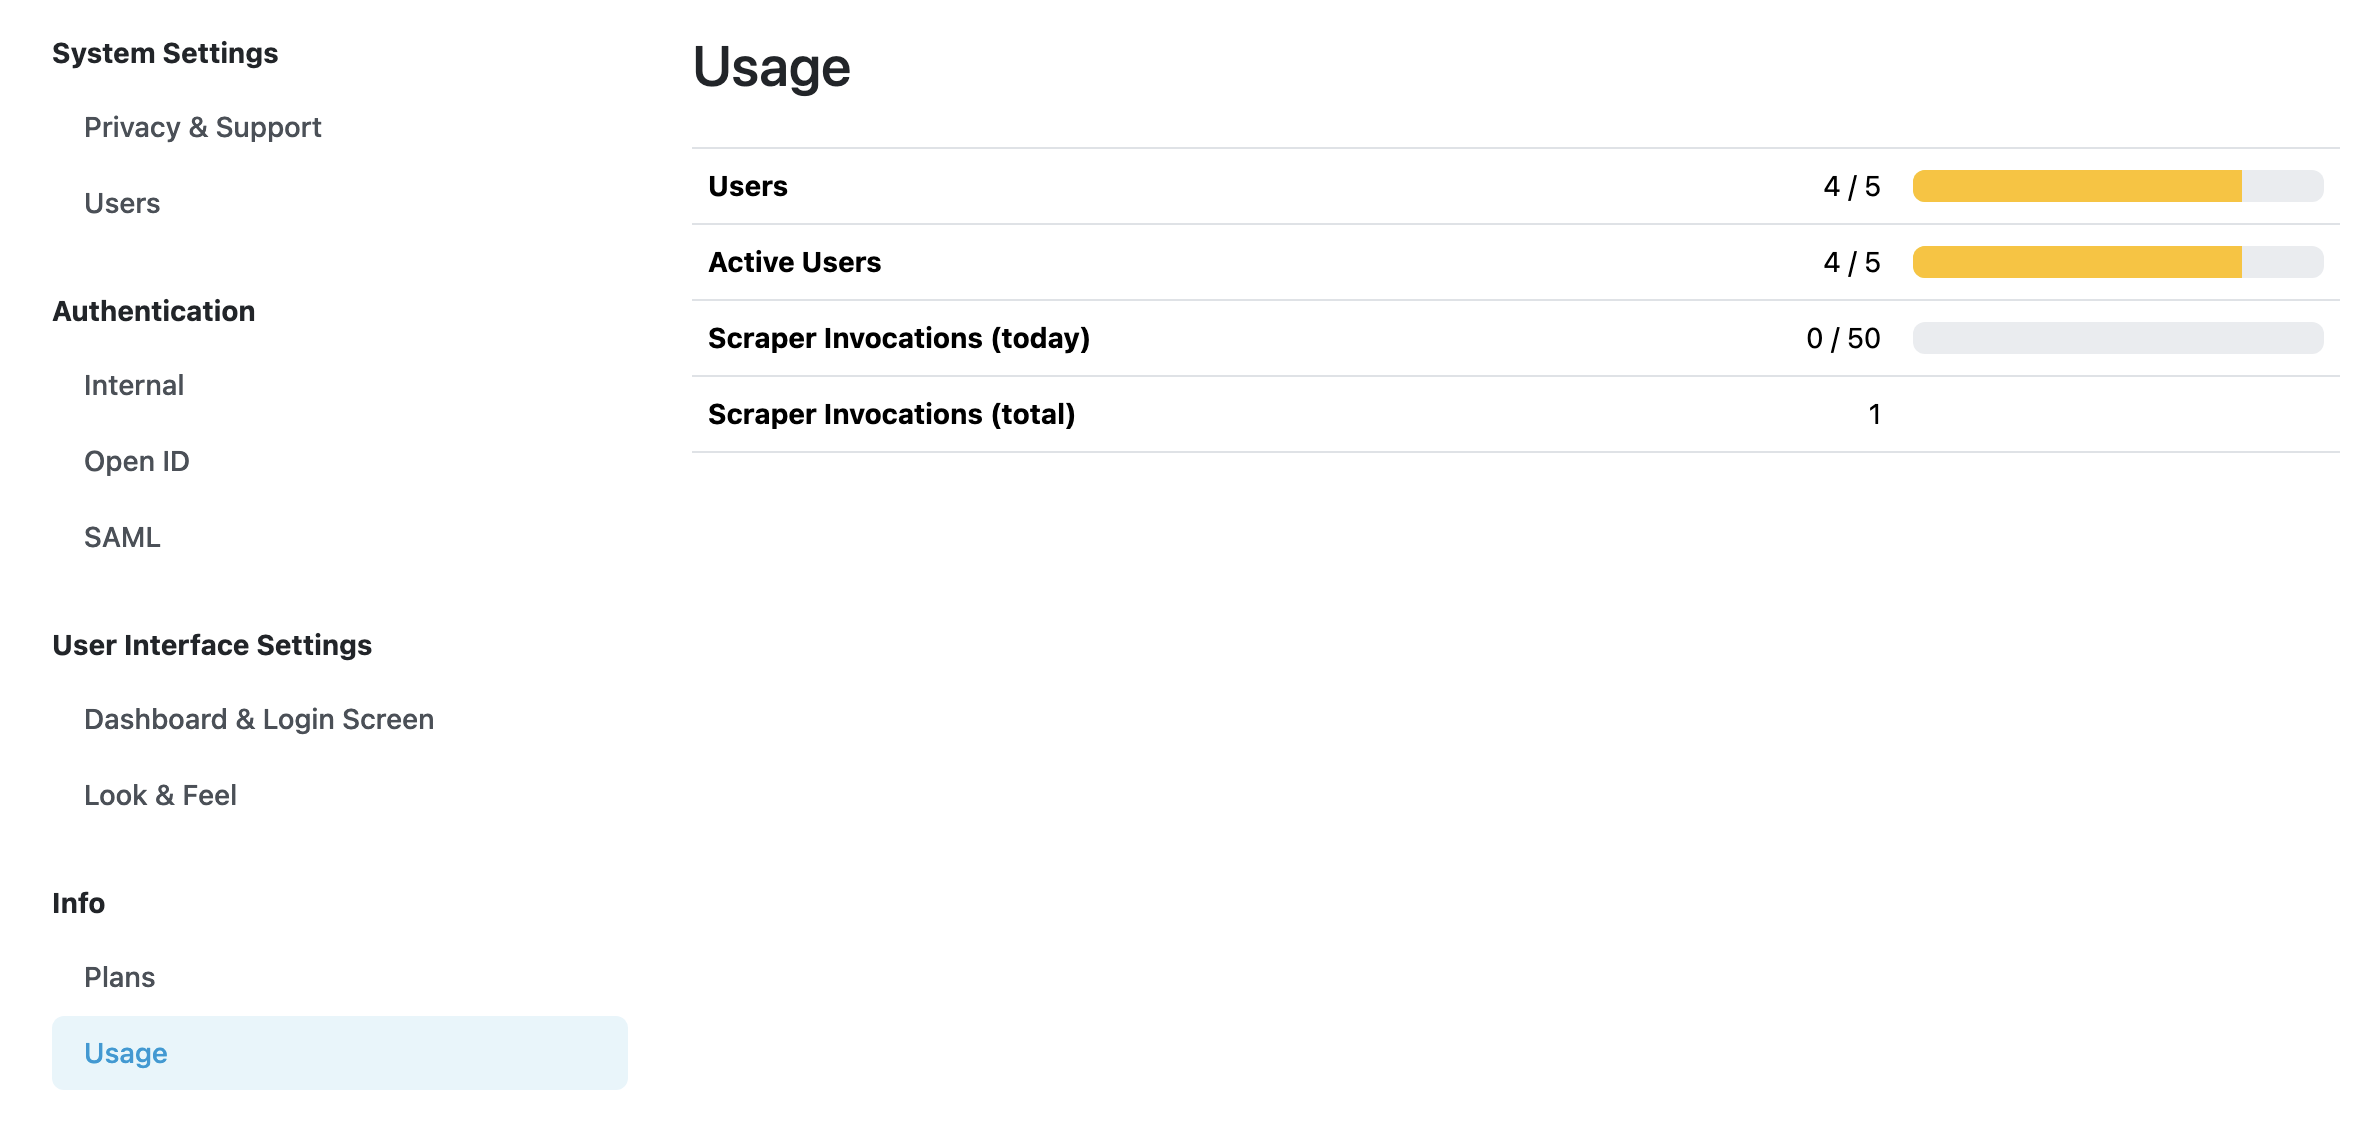 System Settings
Privacy & Support
Users
Authentication
Internal
Open ID
SAML
User Interface Settings
Dashboard & Login Screen
Look & Feel
Info
Plans
Usage
Usage
Users 4 / 5
Active Users 4 / 5
Scraper Invocations (today) 0 / 50
Scraper Invocations (total) 1